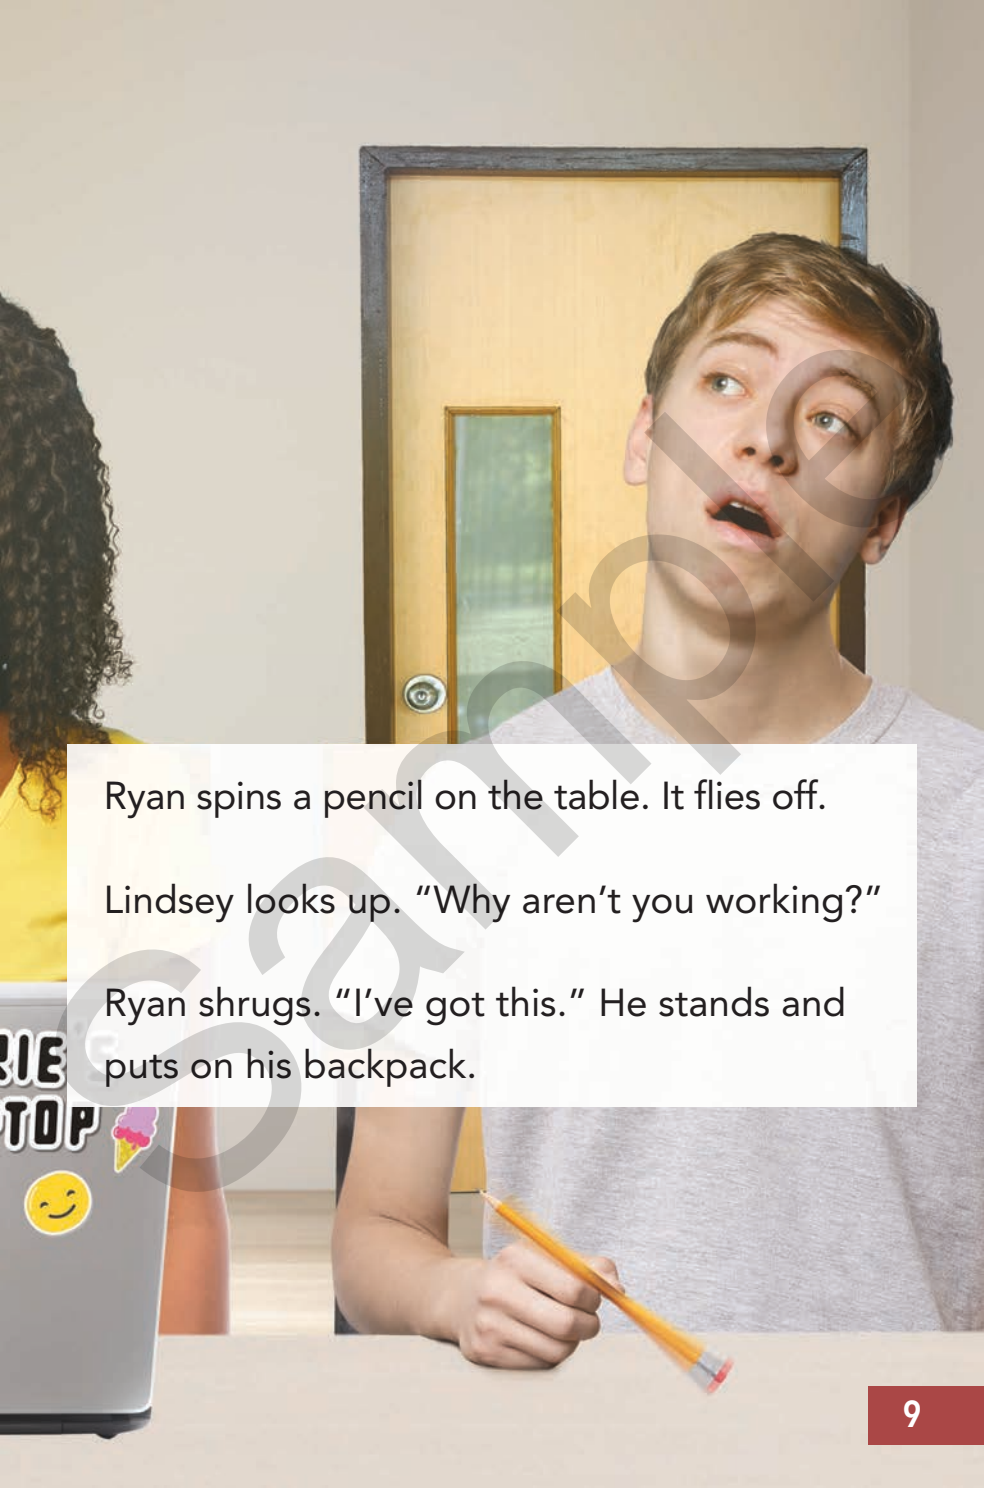 Ryan spins a pencil on the table. It flies off.
Lindsey looks up. “Why aren’t you working?”
Ryan shrugs. “I’ve got this.” He stands and
puts on his backpack.
Sample
9